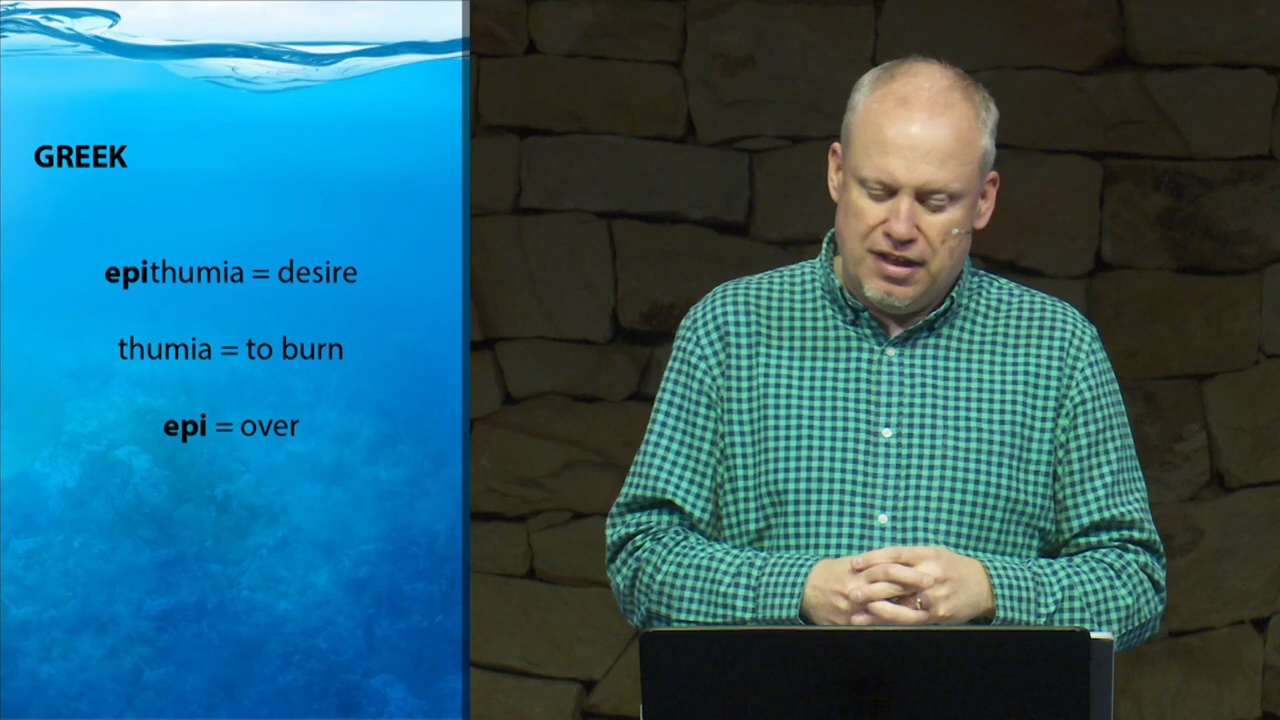 GREEK
epithumia = desire
thumia = to burn
epi = over